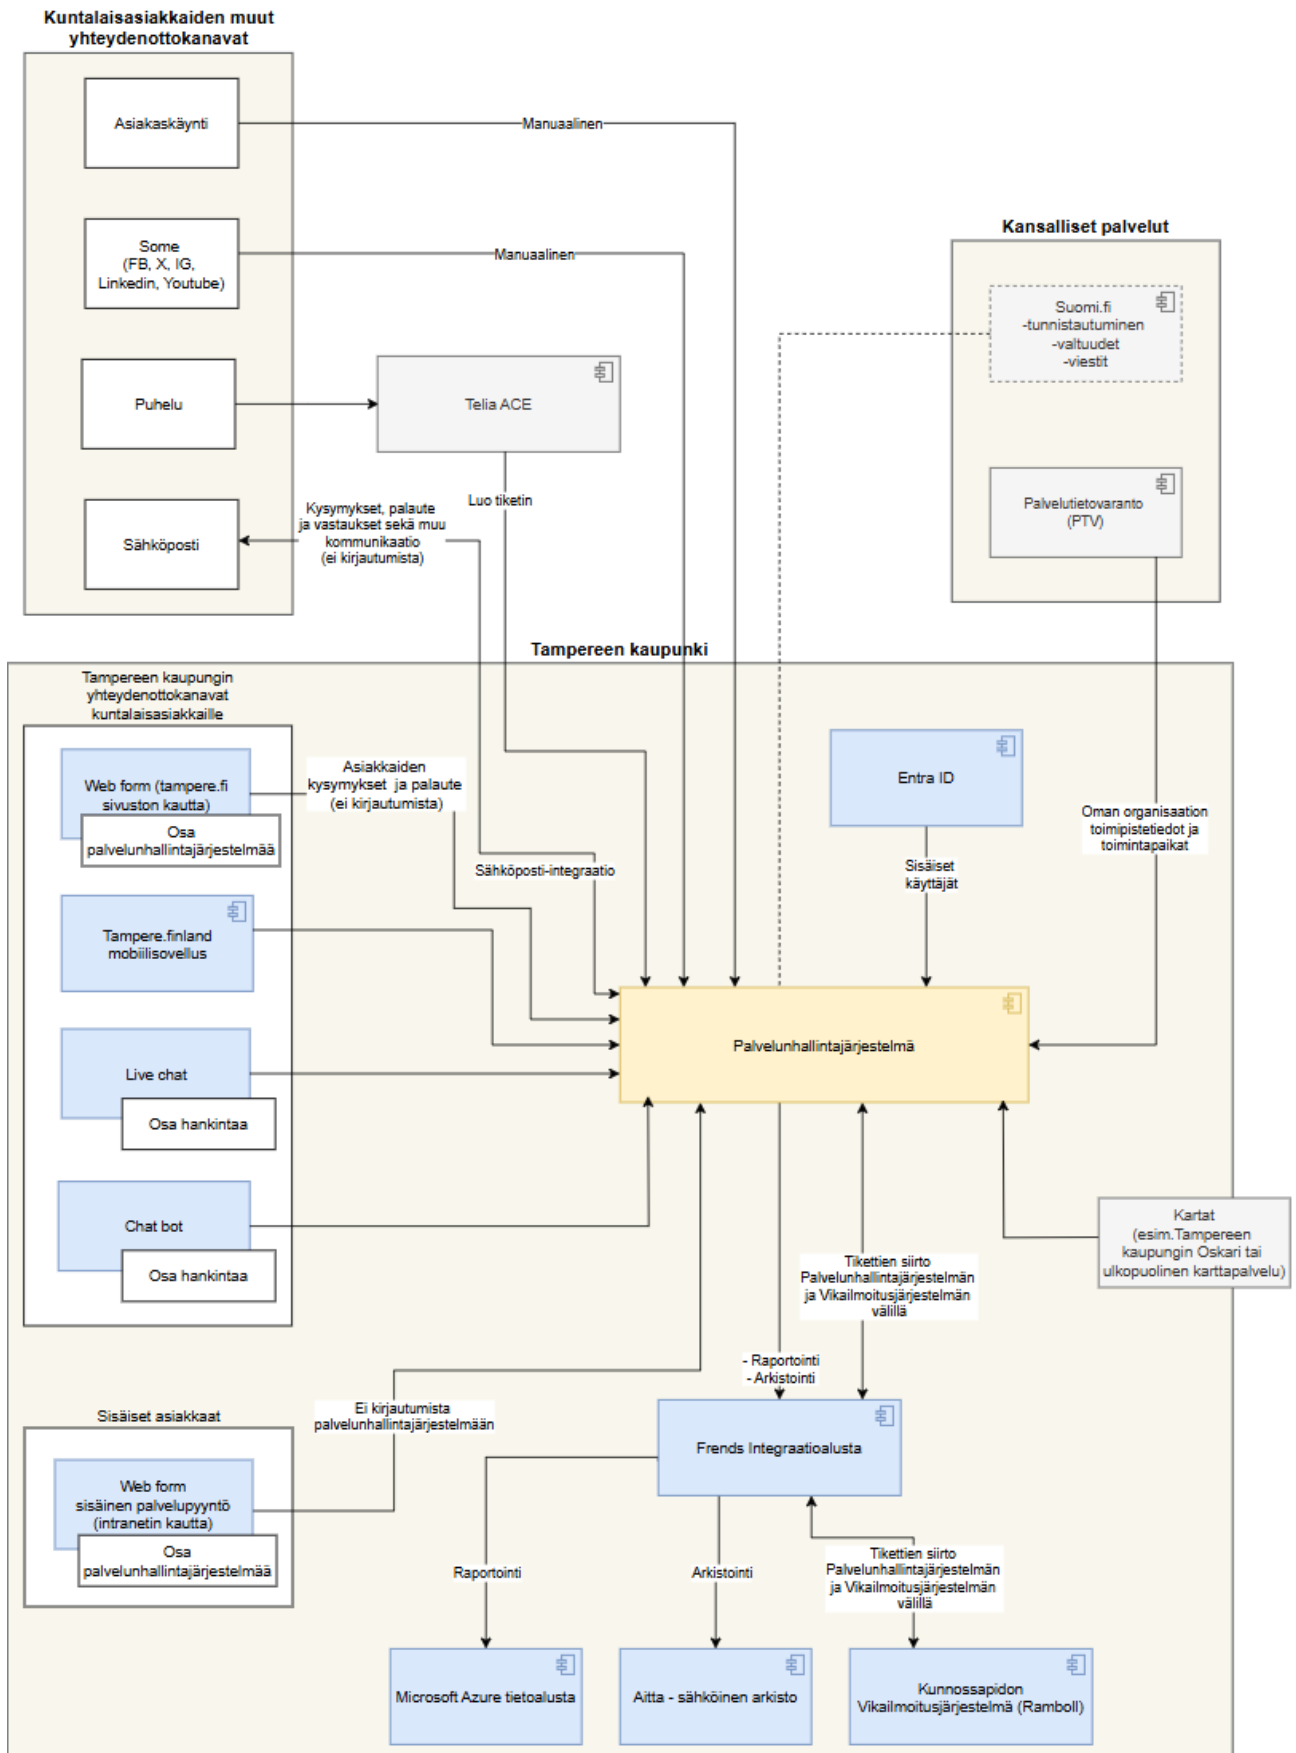 Kuntalaisasiakkaiden muut
yhteydenottokanavat
Asiakaskäynti
Manuaalinen
Some
(FB, X, IG,
Linkedin, Youtube)
Manuaalinen
Kansalliset palvelut
Suomi.fi
-tunnistautuminen
-valtuudet
-viestit
Puhelu
Telia ACE
Luo tiketin
Palvelutietovaranto
(PTV)
Sähköposti
Kysymykset, palaute
ja vastaukset sekä muu
kommunikaatio
(ei kirjautumista)
Tampereen kaupunki
Tampereen kaupungin
yhteydenottokanavat
kuntalaisasiakkaille
Web form (tampere.fi
sivuston kautta)
Osa
palvelunhallintajärjestelmää
Asiakkaiden
kysymykset ja palaute
(ei kirjautumista)
Sähköposti-integraatio
Entra ID
Sisäiset
käyttäjät
Oman organisaation
toimipistetiedot ja
toimintapaikat
Tampere.finland
mobiilisovellus
Palvelunhallintajärjestelmä
Live chat
Osa hankintaa
Chat bot
Osa hankintaa
Kartat
(esim.Tampereen
kaupungin Oskari tai
ulkopuolinen karttapalvelu)
Tikettien siirto
Palvelunhallintajärjestelmän
ja Vikailmoitusjärjestelmän
välillä
- Raportointi
- Arkistointi
Ei kirjautumista
palvelunhallintajärjestelmään
Sisäiset asiakkaat
Web form
sisäinen palvelupyyntö
(intranetin kautta)
Osa
palvelunhallintajärjestelmää
Frends Integraatioalusta
Raportointi
Arkistointi
Tikettien siirto
Palvelunhallintajärjestelmän
ja Vikailmoitusjärjestelmän
välillä
Microsoft Azure tietoalusta
Aitta - sähköinen arkisto
Kunnossapidon
Vikailmoitusjärjestelmä (Ramboll)